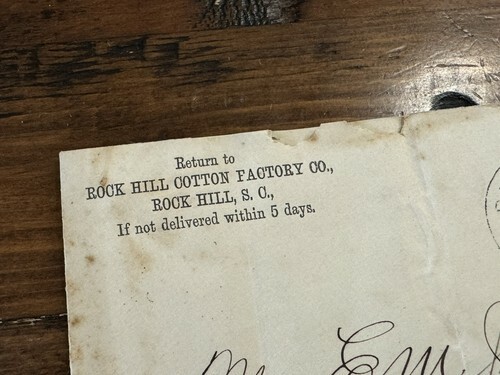 Return to
ROCK HILL COTTON FACTORY CO.,
ROCK HILL, S. C.,
If not delivered within 5 days.